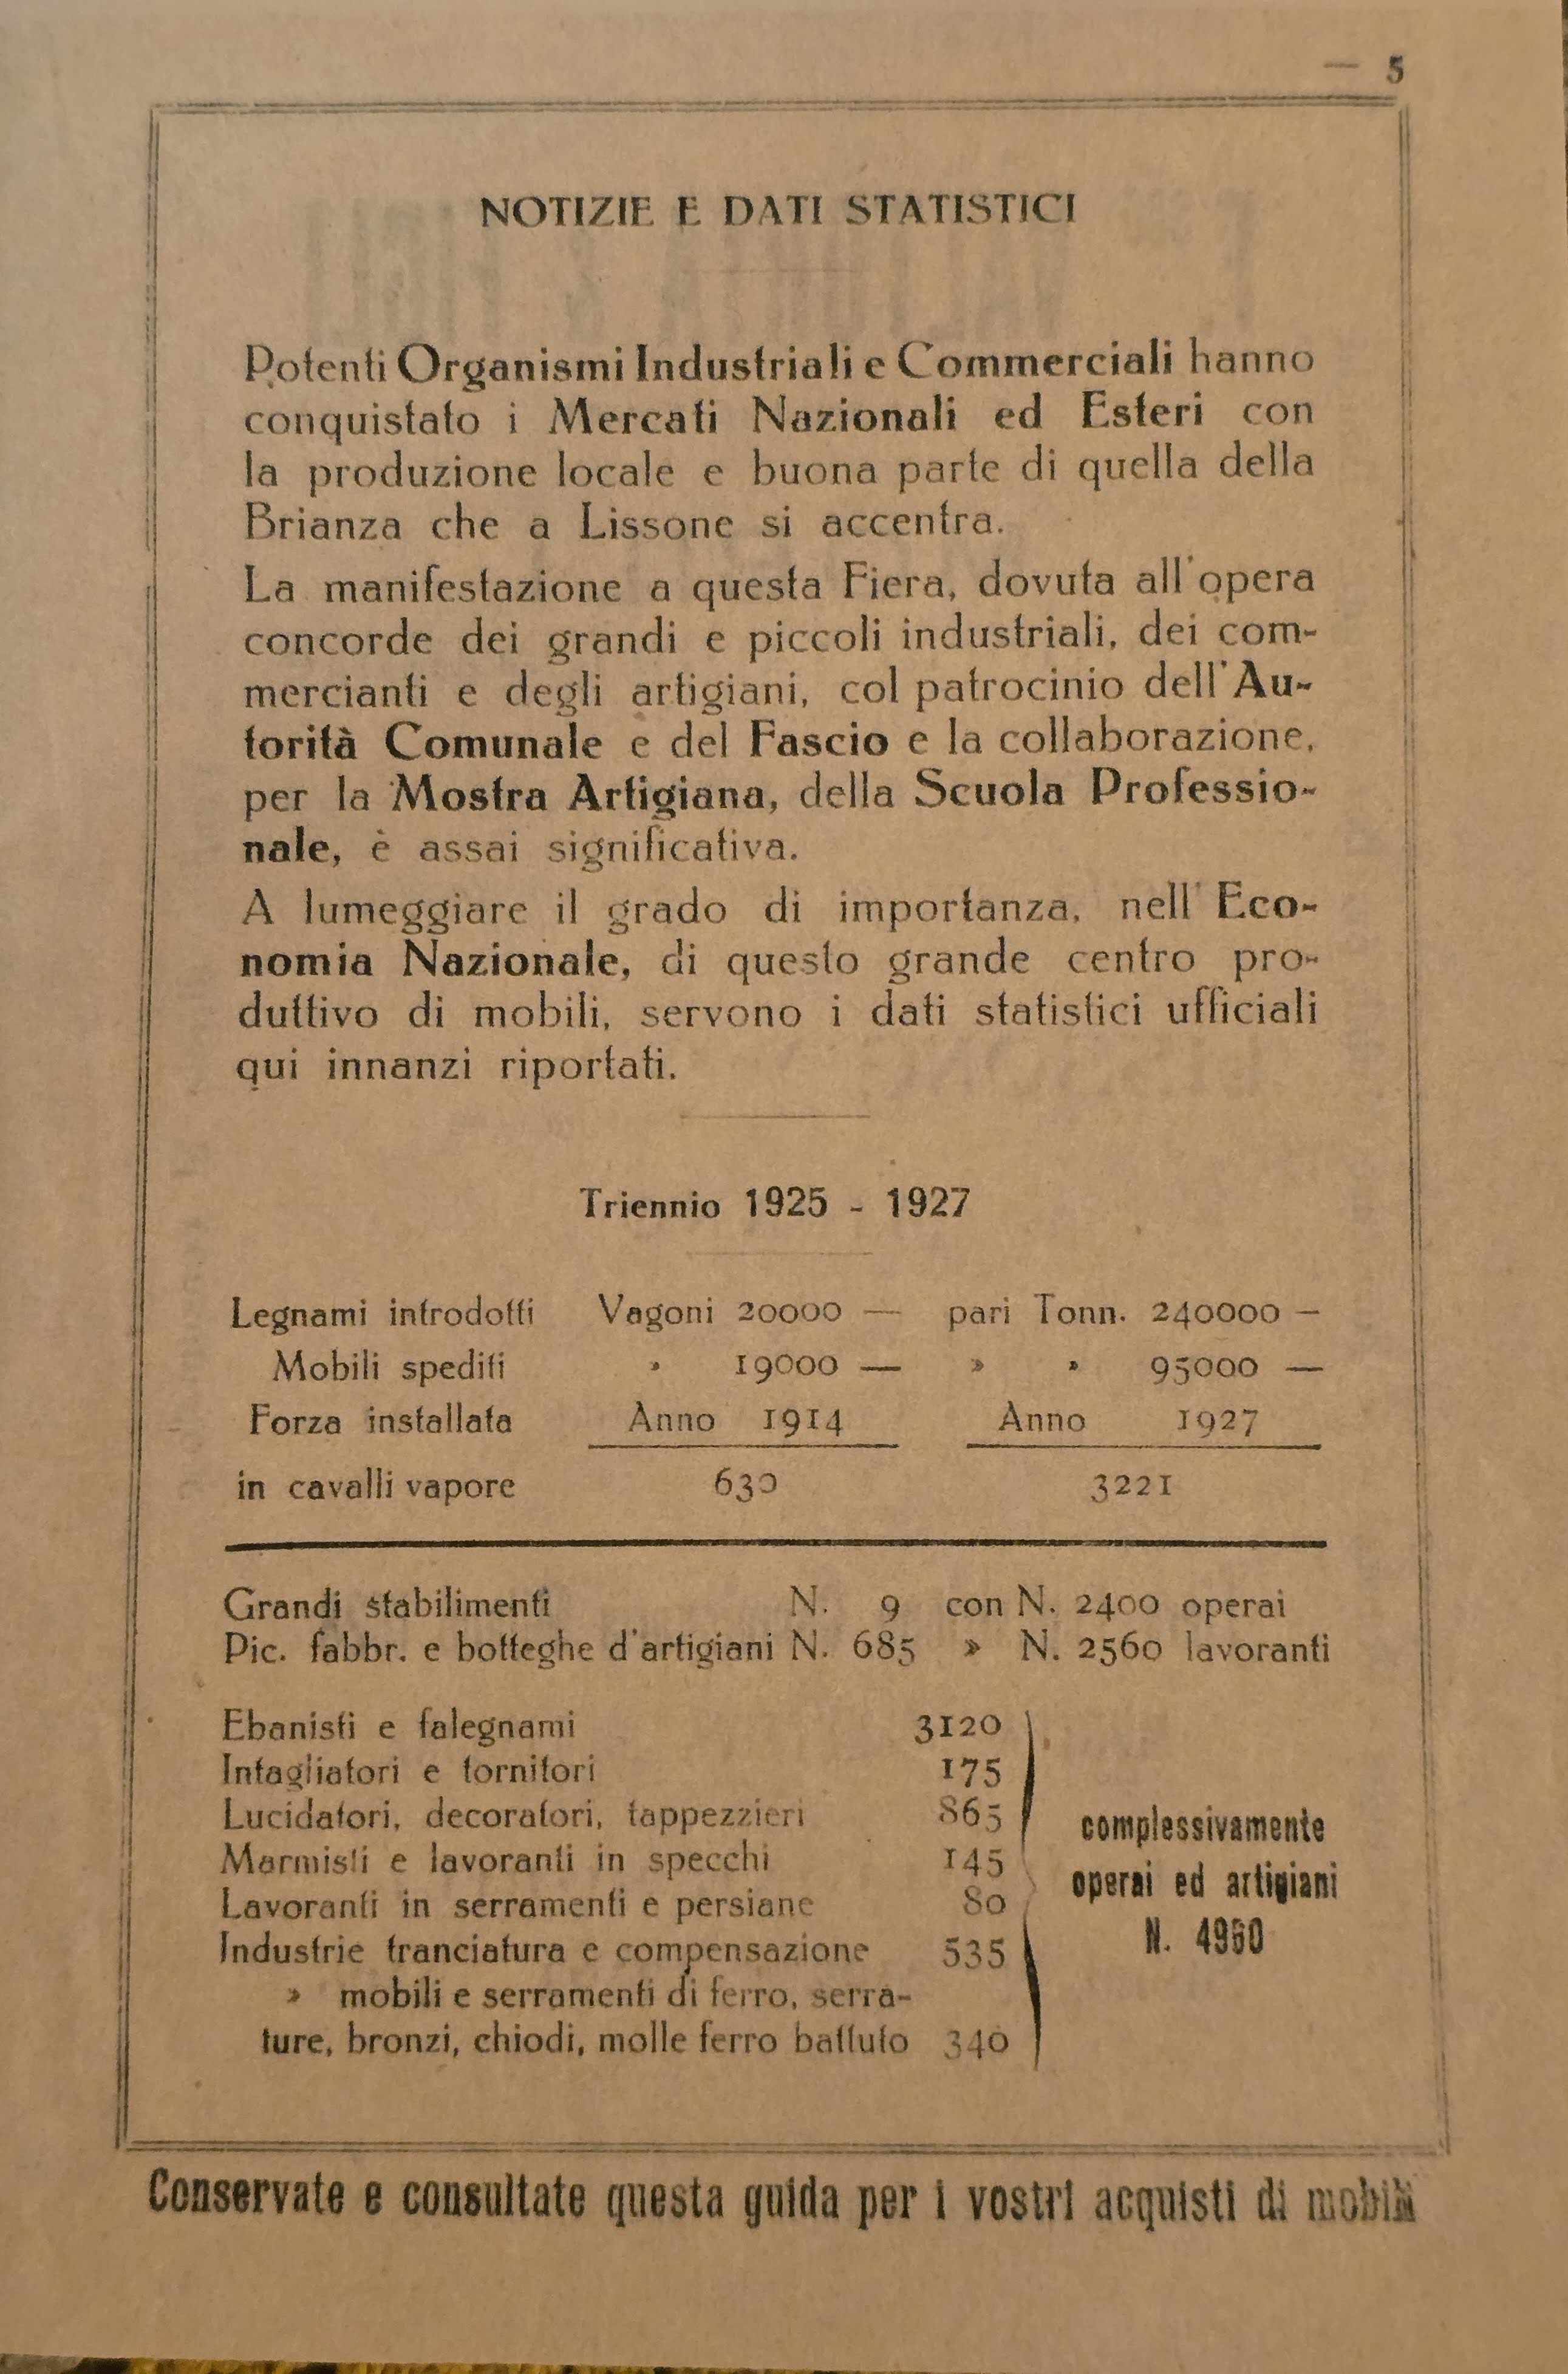 — 5
NOTIZIE E DATI STATISTICI
Potenti Organismi Industriali e Commerciali hanno
conquistato i Mercati Nazionali ed Esteri con
la produzione locale e buona parte di quella della
Brianza che a Lissone si accentra.
La manifestazione a questa Fiera, dovuta all'opera
concorde dei grandi e piccoli industriali, dei com-
mercianti e degli artigiani, col patrocinio dell'Au-
torità Comunale e del Fascio e la collaborazione,
per la Mostra Artigiana, della Scuola Professio-
nale, è assai significativa.
A lumeggiare il grado di importanza, nell'Eco-
nomia Nazionale, di questo grande centro pro-
duttivo di mobili, servono i dati statistici ufficiali
qui innanzi riportati.
Triennio 1925 - 1927
Legnami introdotti Vagoni 20000 — pari Tonn. 240000 —
Mobili spediti » 19000 — » » 95000 —
Forza installata Anno 1914 Anno 1927
in cavalli vapore 630 3221
Grandi stabilimenti N. 9 con N. 2400 operai
Pic. fabbr. e botteghe d'artigiani N. 685 » N. 2560 lavoranti
Ebanisti e falegnami 3120
Intagliatori e tornitori 175
Lucidatori, decoratori, tappezzieri 865
Marmisti e lavoranti in specchi 145
Lavoranti in serramenti e persiane 80
Industrie tranciatura e compensazione 535
» mobili e serramenti di ferro, serra-
ture, bronzi, chiodi, molle ferro battuto 340
complessivamente
operai ed artigiani
N. 4960
Conservate e consultate questa guida per i vostri acquisti di mobili